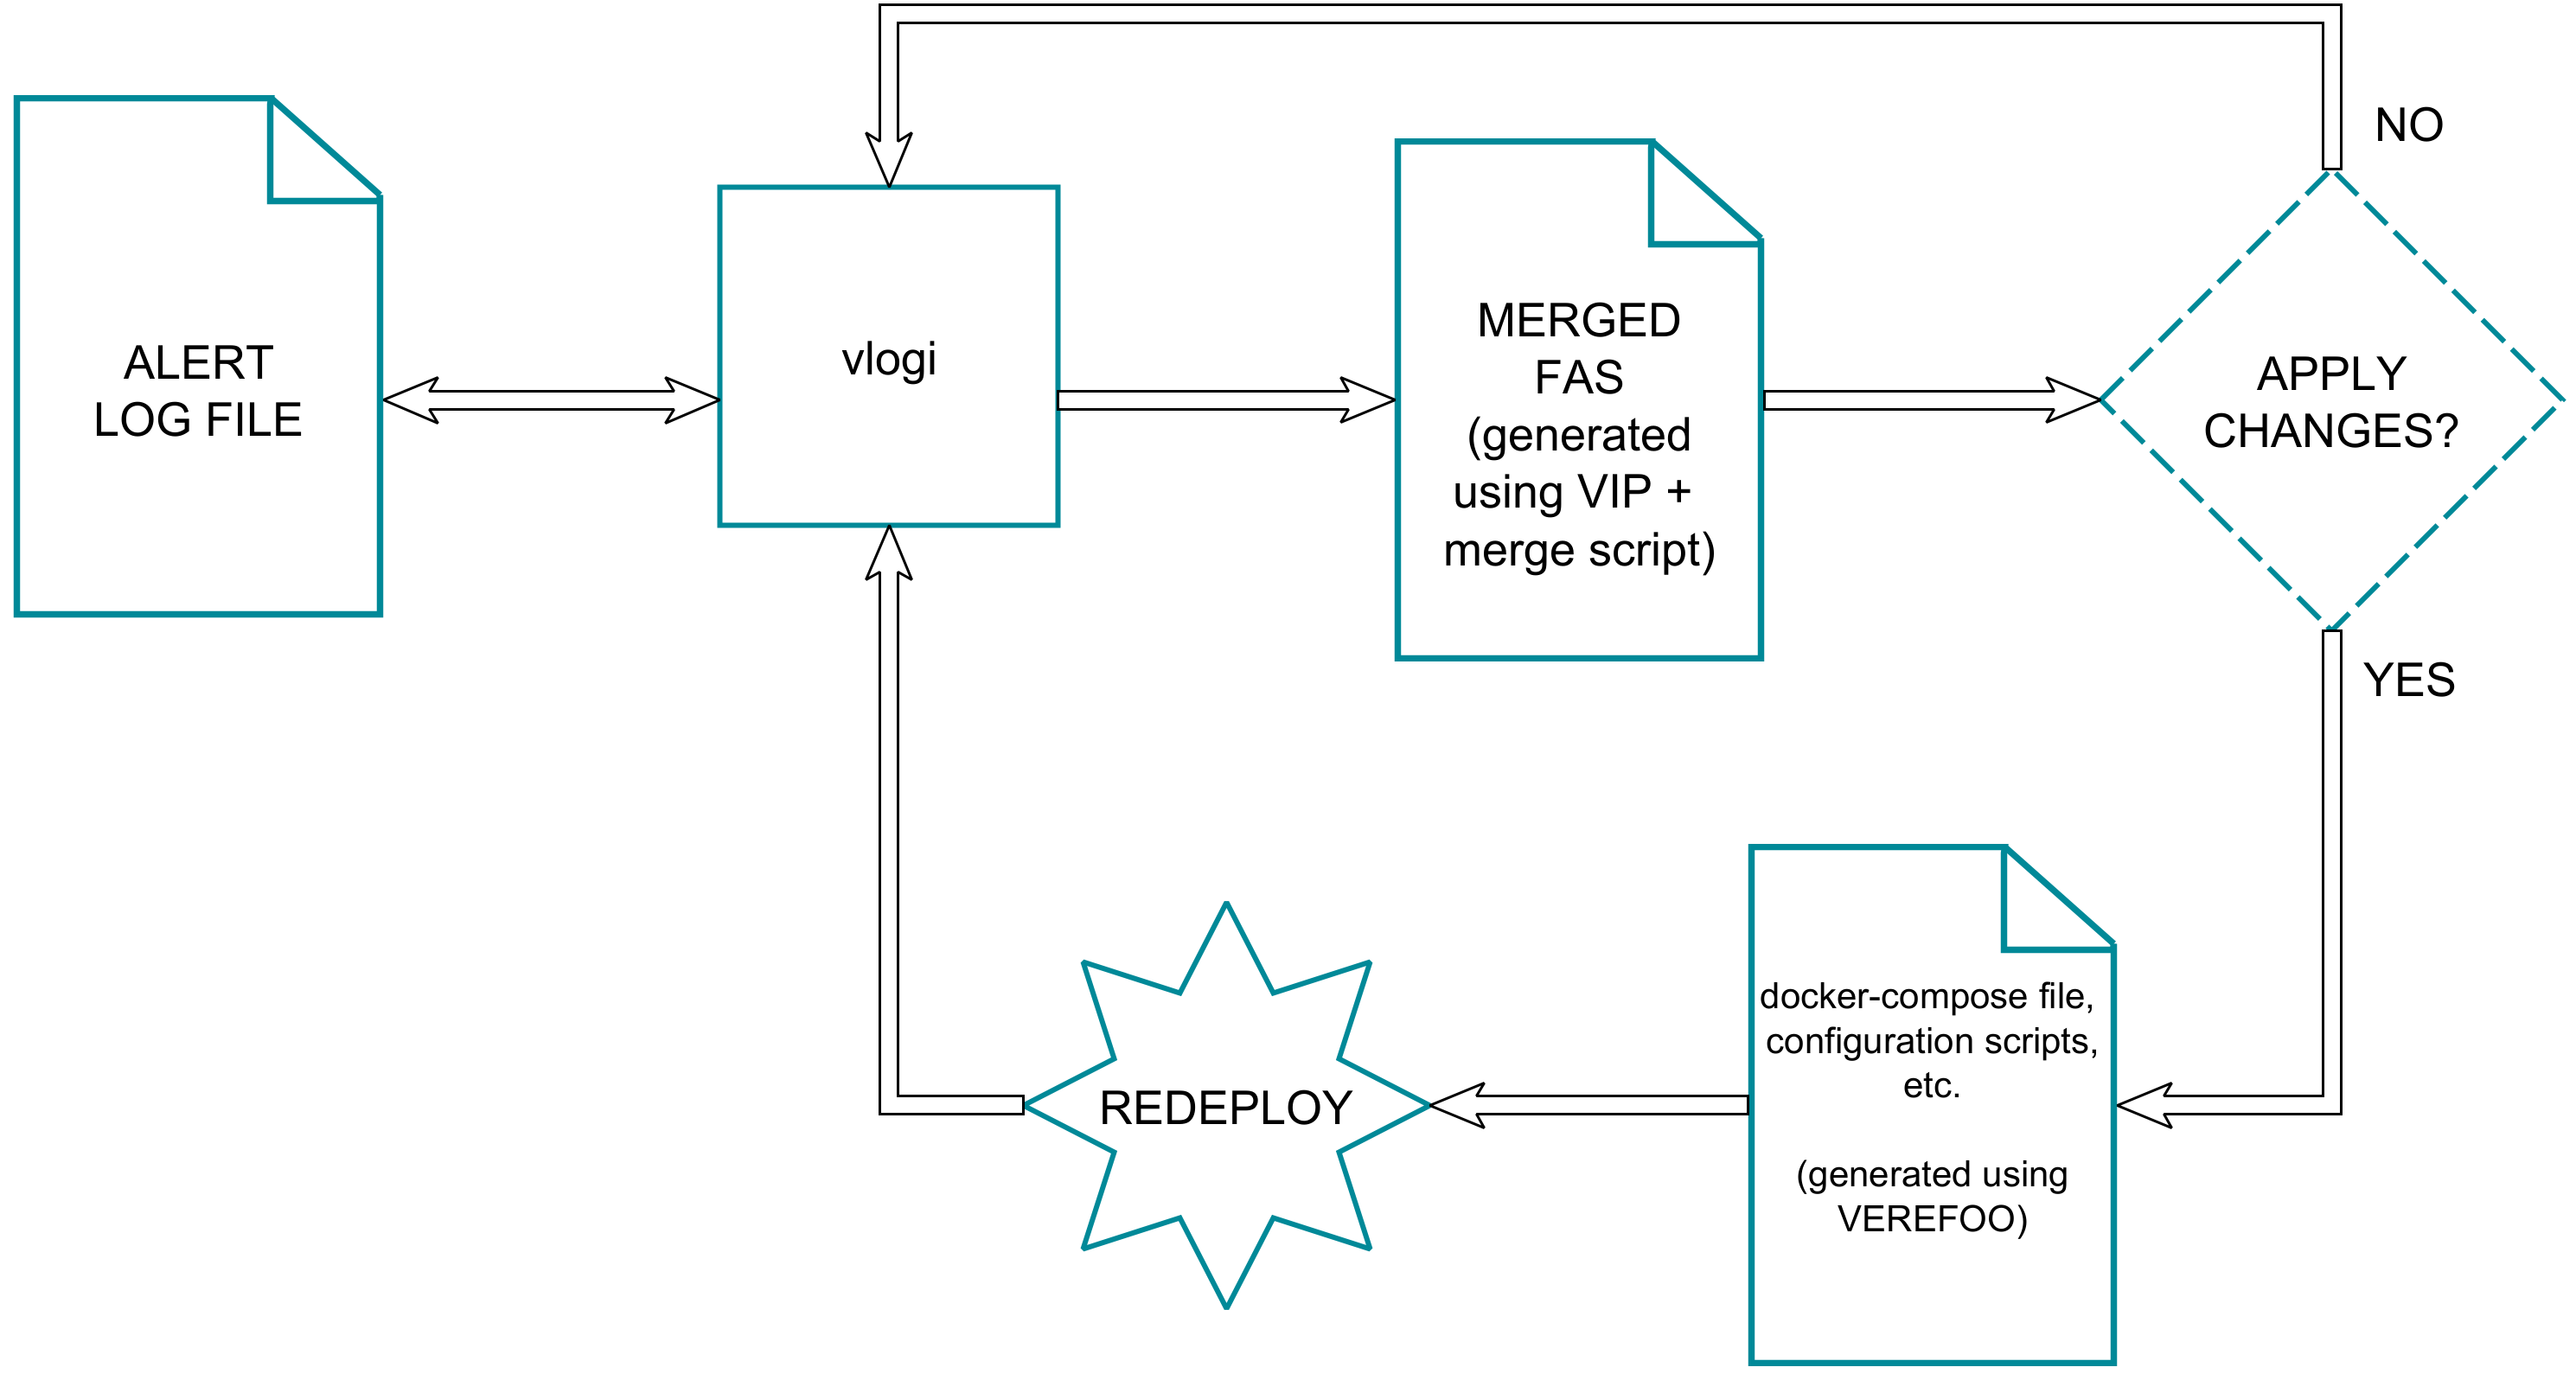 NO
ALERT
LOG FILE
vlogi
MERGED
FAS
(generated
using VIP +
merge script)
APPLY
CHANGES?
YES
docker-compose file,
configuration scripts,
etc.
(generated using
VEREFOO)
REDEPLOY